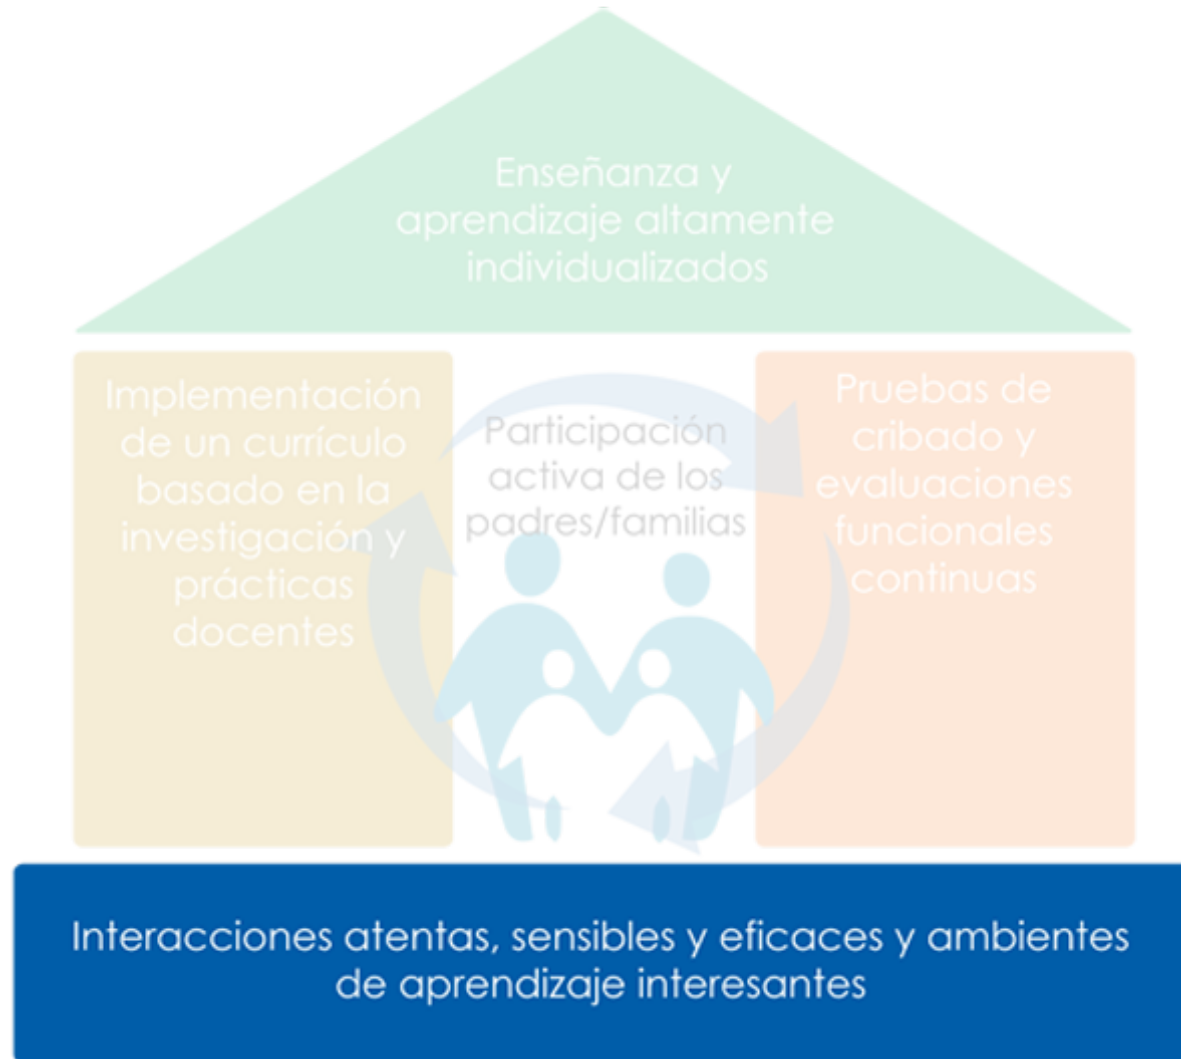 Enseñanza y
aprendizaje altamente
individualizados
Implementación
de un currículo
basado en la
investigación y
prácticas
docentes
Participación
activa de los
padres/familias
Pruebas de
cribado y
evaluaciones
funcionales
continuas
Interacciones atentas, sensibles y eficaces y ambientes
de aprendizaje interesantes